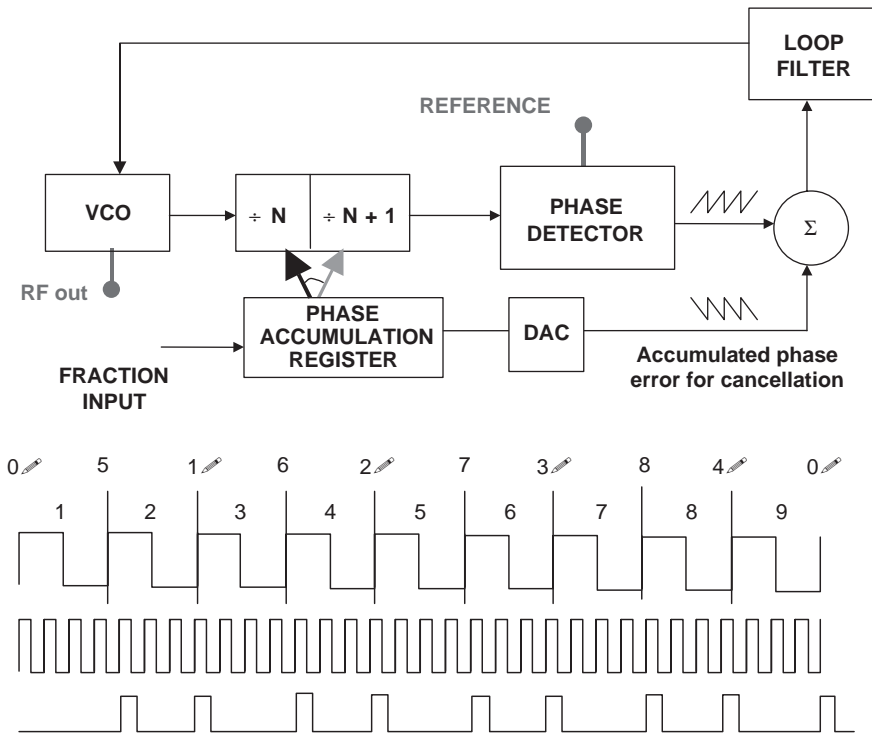 LOOP
FILTER
REFERENCE
VCO
÷ N
÷ N + 1
PHASE
DETECTOR
Σ
RF out
PHASE
ACCUMULATION
REGISTER
DAC
FRACTION
INPUT
Accumulated phase
error for cancellation
0✐ 5 1✐ 6 2✐ 7 3✐ 8 4✐ 0✐
1 2 3 4 5 6 7 8 9